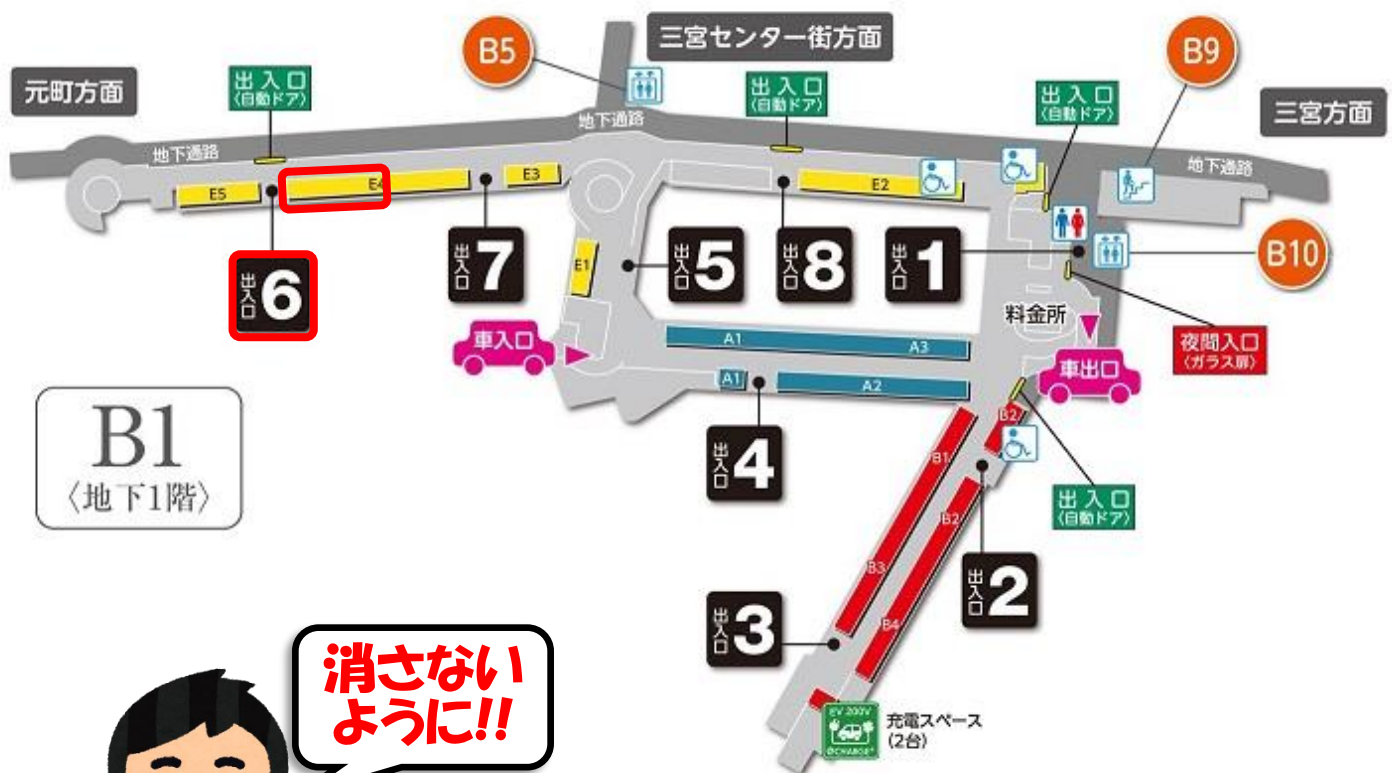 B5
三宮センター街方面
B9
元町方面
出入口
〈自動ドア〉
出入口
〈自動ドア〉
出入口
〈自動ドア〉
三宮方面
地下通路
地下通路
地下通路
E5
E4
E3
E2
出入口6
出入口7
E1
出入口5
出入口8
出入口1
B10
料金所
車入口
A1
A3
夜間入口
〈ガラス扉〉
車出口
A1
A2
B2
B1
〈地下1階〉
出入口4
B1
出入口
〈自動ドア〉
B2
B3
出入口2
出入口3
B4
消さない
ように!!
EV 200V
充電スペース
(2台)